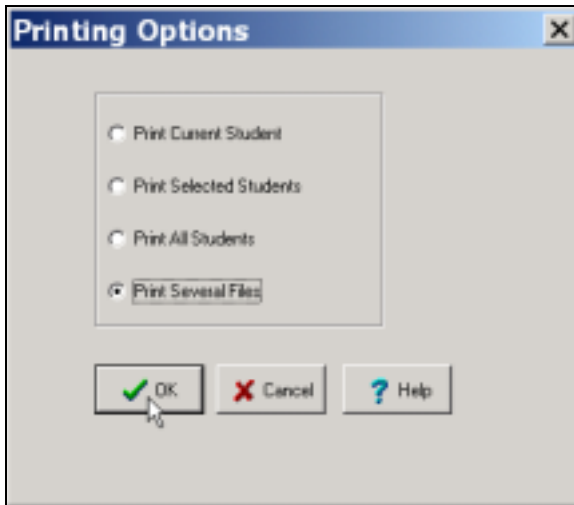 Printing Options
Print Current Student
Print Selected Students
Print All Students
Print Several Files
OK Cancel Help